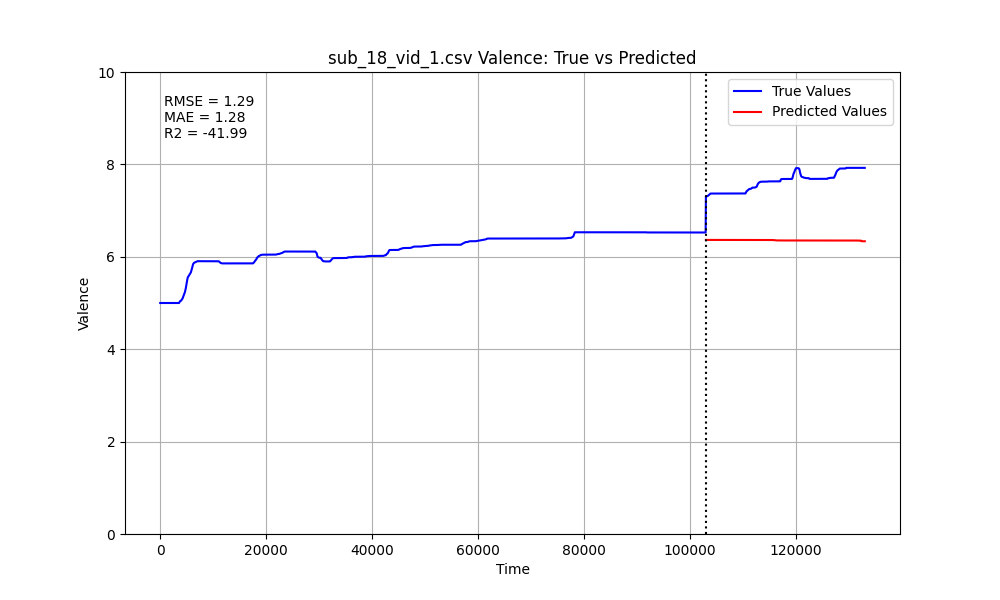 sub_18_vid_1.csv Valence: True vs Predicted
RMSE = 1.29
MAE = 1.28
R2 = -41.99
True Values
Predicted Values
10
8
6
4
2
0
Valence
0 20000 40000 60000 80000 100000 120000
Time